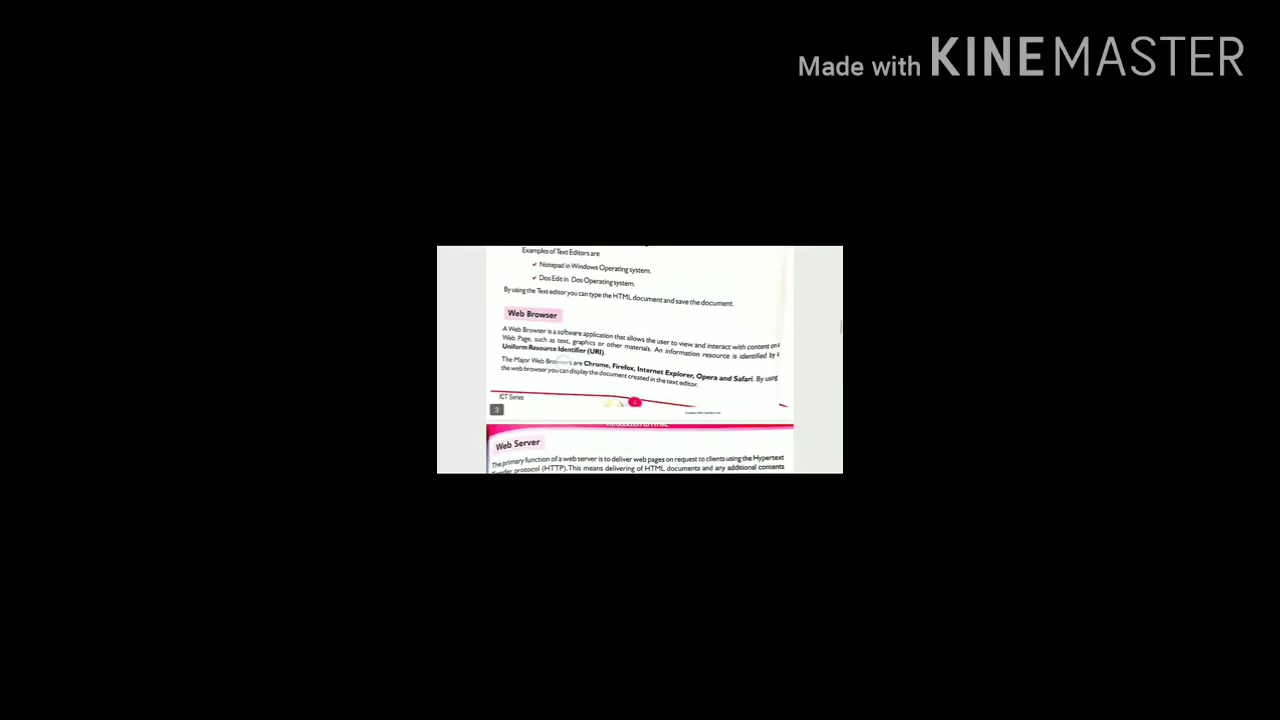 Made with KINEMASTER
Examples of Text Editors are
✓ Notepad in Windows Operating system.
✓ Dos Edit in Dos Operating system.
By using the Text editor you can type the HTML document and save the document.
Web Browser
A Web Browser is a software application that allows the user to view and interact with content on a
Web Page, such as text, graphics or other materials. An information resource is identified by a
Uniform Resource Identifier (URI).
The Major Web Browsers are Chrome, Firefox, Internet Explorer, Opera and Safari. By using
the web browser you can display the document created in the text editor.
ICT Series
6
3
Introduction to HTML
Web Server
The primary function of a web server is to deliver web pages on request to clients using the Hypertext
protocol (HTTP). This means delivering of HTML documents and any additional contents